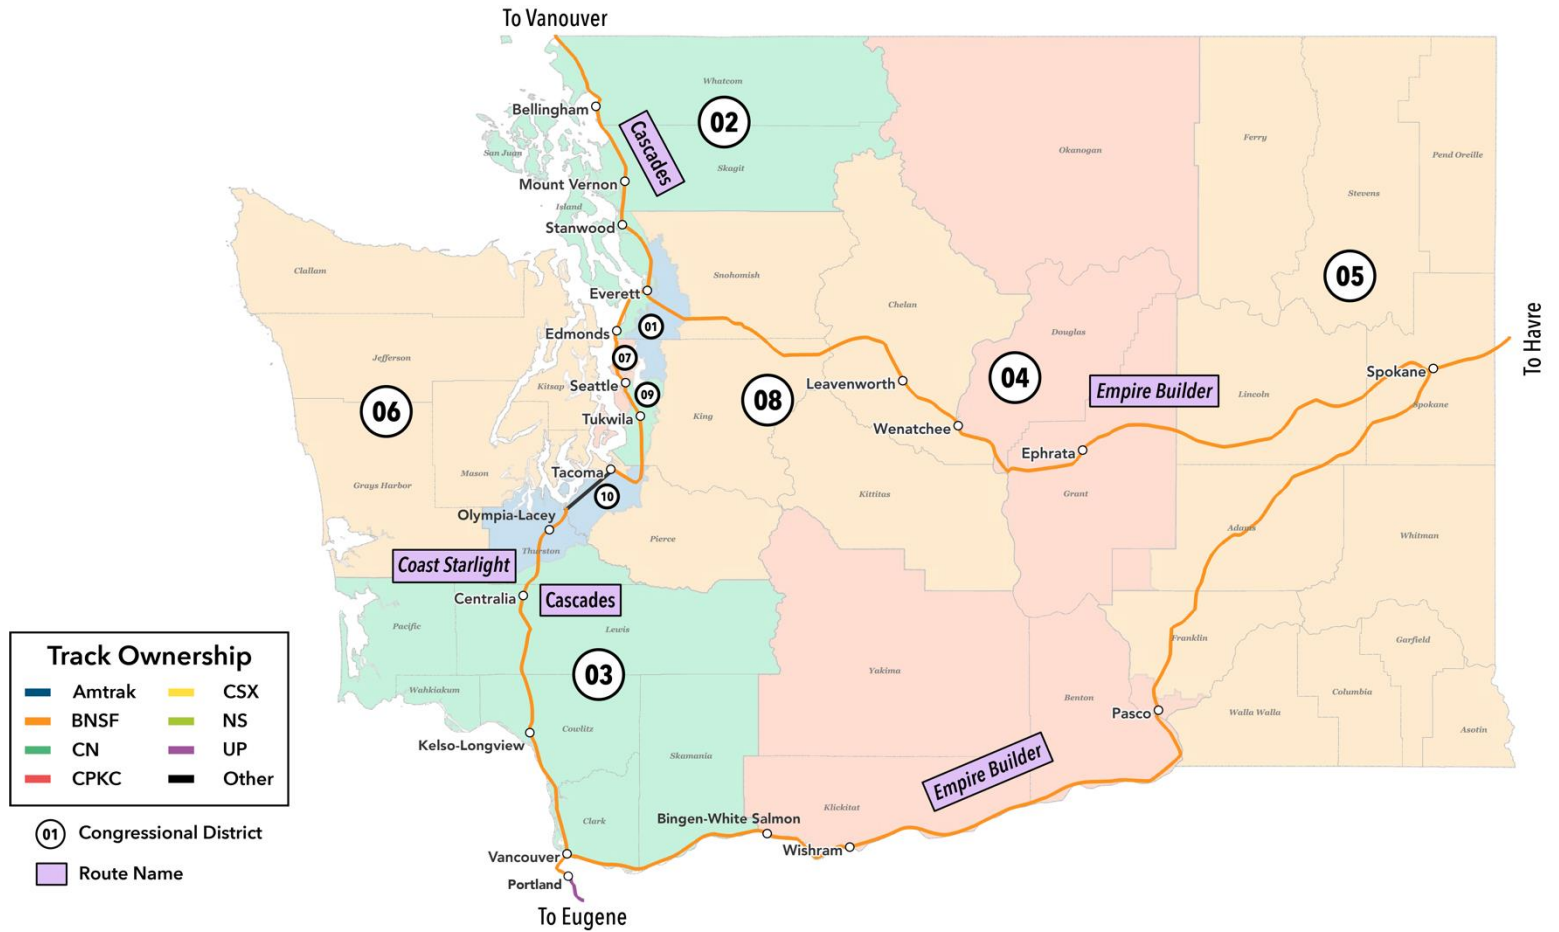 To Vanouver
Whatcom
Bellingham
02
Cascades
Ferry
Okanogan
Pend Oreille
San Juan
Skagit
Mount Vernon
Stevens
Island
Stanwood
Clallam
Snohomish
05
Everett
Chelan
01
Edmonds
Douglas
To Havre
Jefferson
07
Seattle
Kitsap
09
Leavenworth
04
Empire Builder
Lincoln
Spokane
Spokane
06
08
Tukwila
King
Wenatchee
Ephrata
Tacoma
Mason
Grays Harbor
10
Kittitas
Grant
Olympia-Lacey
Adams
Whitman
Thurston
Pierce
Coast Starlight
Centralia
Cascades
Pacific
Lewis
Franklin
Garfield
Track Ownership
Amtrak
CSX
BNSF
NS
CN
UP
CPKC
Other
01
Congressional District
Route Name
03
Yakima
Wahkiakum
Benton
Columbia
Pasco
Walla Walla
Asotin
Cowlitz
Kelso-Longview
Skamania
Empire Builder
Klickitat
Clark
Bingen-White Salmon
Wishram
Vancouver
Portland
To Eugene